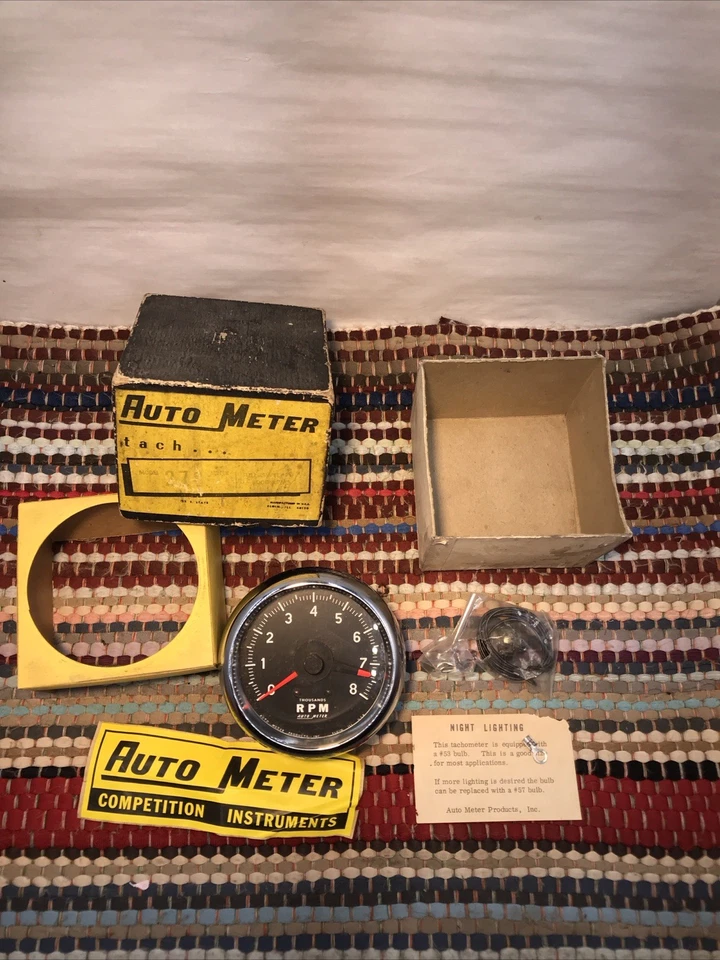 AUTO METER
tach...
27
0 1 2 3 4 5 6 7 8
THOUSANDS
RPM
AUTO METER
AUTO METER
COMPETITION INSTRUMENTS
NIGHT LIGHTING
This tachometer is equipped with
a #53 bulb. This is a good
for most applications.
If more lighting is desired the bulb
can be replaced with a #57 bulb.
Auto Meter Products, Inc.